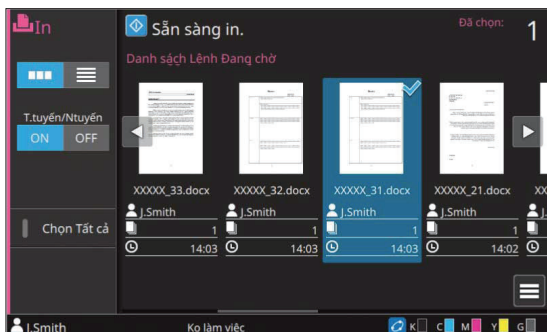 In
Sẵn sàng in.
Đã chọn: 1
Danh sách Lệnh Đang chờ
T.tuyến/Ntuyến
ON OFF
Chọn Tất cả
XXXXX_33.docx XXXXX_32.docx XXXXX_31.docx XXXXX_21.docx XX
J.Smith J.Smith J.Smith J.Smith J.
1 1 1 1
14:03 14:03 14:03 14:02
J.Smith Ko làm việc K C M Y G